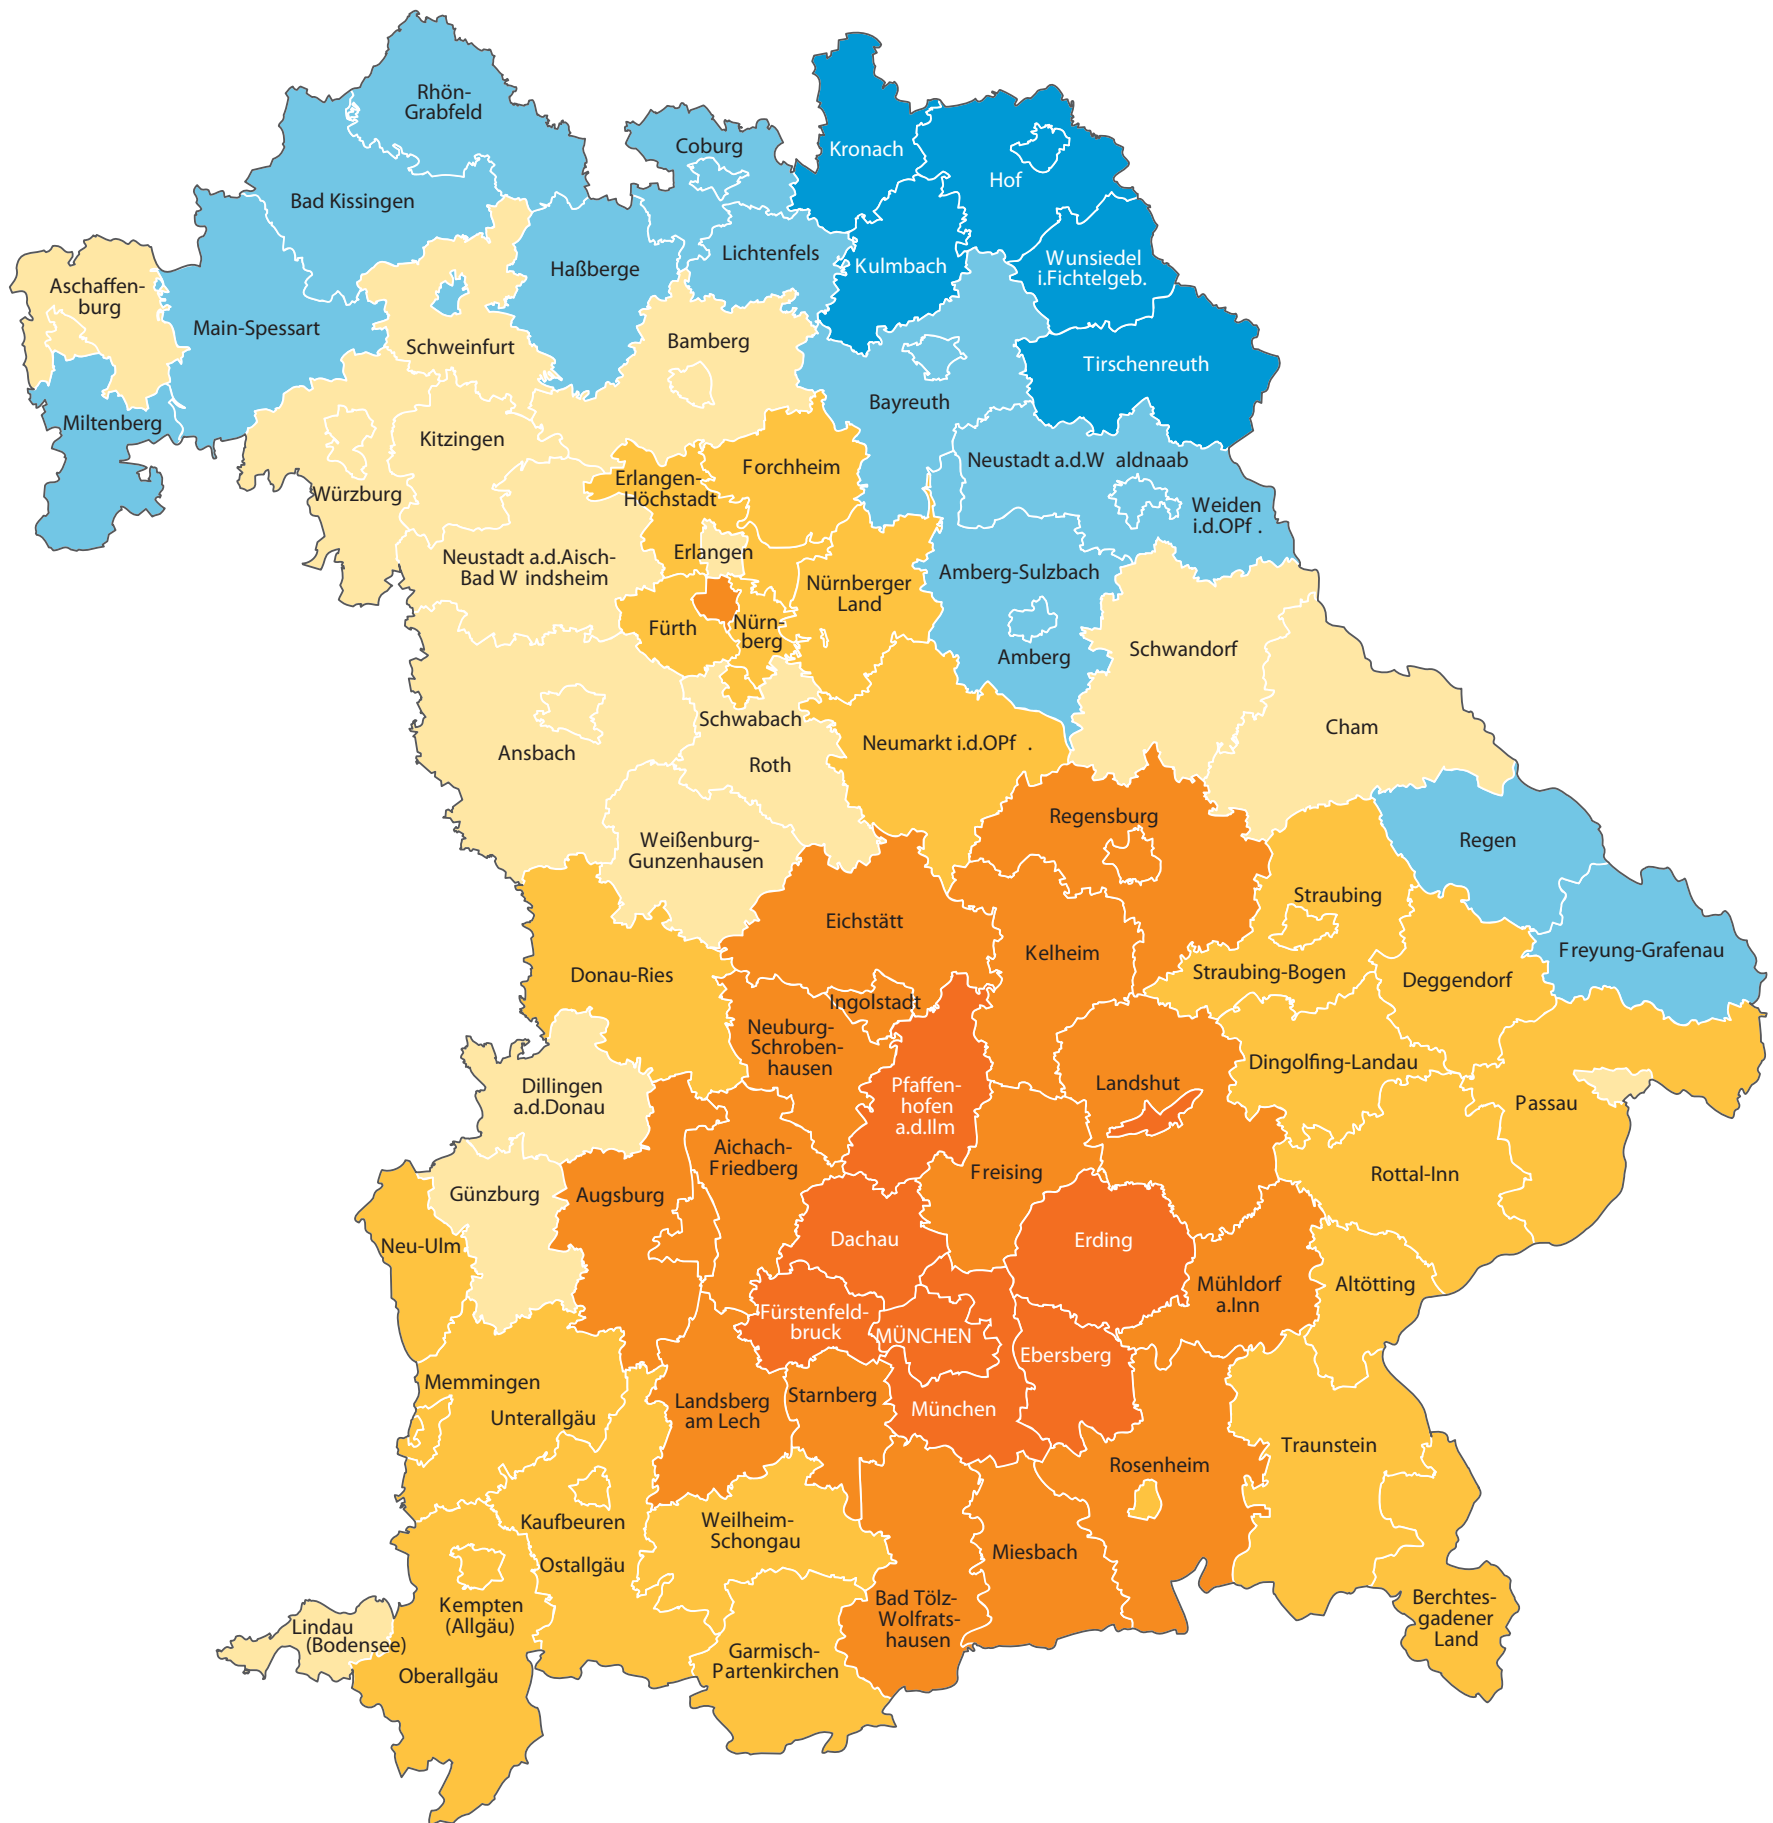 Rhön-
Grabfeld
Coburg
Kronach
Hof
Bad Kissingen
Lichtenfels
Haßberge
Kulmbach
Wunsiedel
i.Fichtelgeb.
Aschaffen-
burg
Main-Spessart
Schweinfurt
Bamberg
Tirschenreuth
Bayreuth
Miltenberg
Kitzingen
Würzburg
Erlangen-
Höchstadt
Forchheim
Neustadt a.d.W aldnaab
Weiden
i.d.OPf .
Neustadt a.d.Aisch-
Bad W indsheim
Erlangen
Nürnberger
Land
Amberg-Sulzbach
Fürth
Nürn-
berg
Amberg
Schwandorf
Schwabach
Cham
Ansbach
Roth
Neumarkt i.d.OPf .
Regensburg
Weißenburg-
Gunzenhausen
Regen
Straubing
Eichstätt
Kelheim
Freyung-Grafenau
Donau-Ries
Straubing-Bogen
Deggendorf
Ingolstadt
Neuburg-
Schroben-
hausen
Dingolfing-Landau
Dillingen
a.d.Donau
Pfaffen-
hofen
a.d.Ilm
Landshut
Passau
Aichach-
Friedberg
Freising
Rottal-Inn
Günzburg
Augsburg
Neu-Ulm
Dachau
Erding
Mühldorf
a.Inn
Altötting
Fürstenfeld-
bruck
MÜNCHEN
Ebersberg
Memmingen
Unterallgäu
Landsberg
am Lech
Starnberg
München
Traunstein
Rosenheim
Kaufbeuren
Weilheim-
Schongau
Ostallgäu
Miesbach
Kempten
(Allgäu)
Bad Tölz-
Wolfrats-
hausen
Berchtes-
gadener
Land
Lindau
(Bodensee)
Garmisch-
Partenkirchen
Oberallgäu